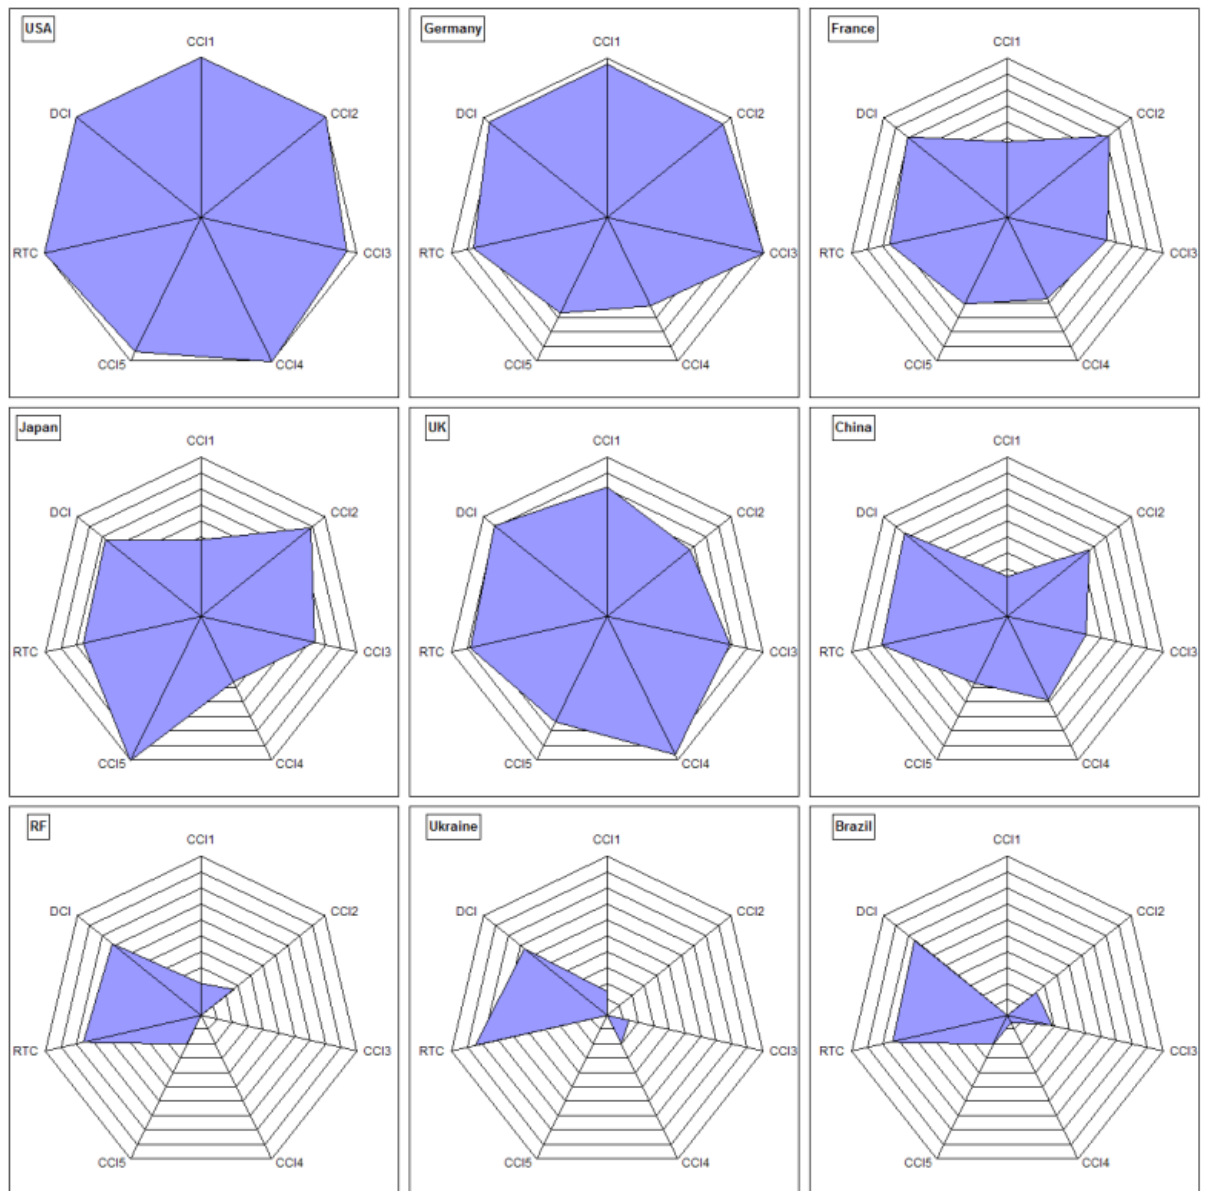 USA
CCI1
DCI
CCI2
RTC
CCI3
CCI5
CCI4
Germany
CCI1
DCI
CCI2
RTC
CCI3
CCI5
CCI4
France
CCI1
DCI
CCI2
RTC
CCI3
CCI5
CCI4
Japan
CCI1
DCI
CCI2
RTC
CCI3
CCI5
CCI4
UK
CCI1
DCI
CCI2
RTC
CCI3
CCI5
CCI4
China
CCI1
DCI
CCI2
RTC
CCI3
CCI5
CCI4
RF
CCI1
DCI
CCI2
RTC
CCI3
CCI5
CCI4
Ukraine
CCI1
DCI
CCI2
RTC
CCI3
CCI5
CCI4
Brazil
CCI1
DCI
CCI2
RTC
CCI3
CCI5
CCI4